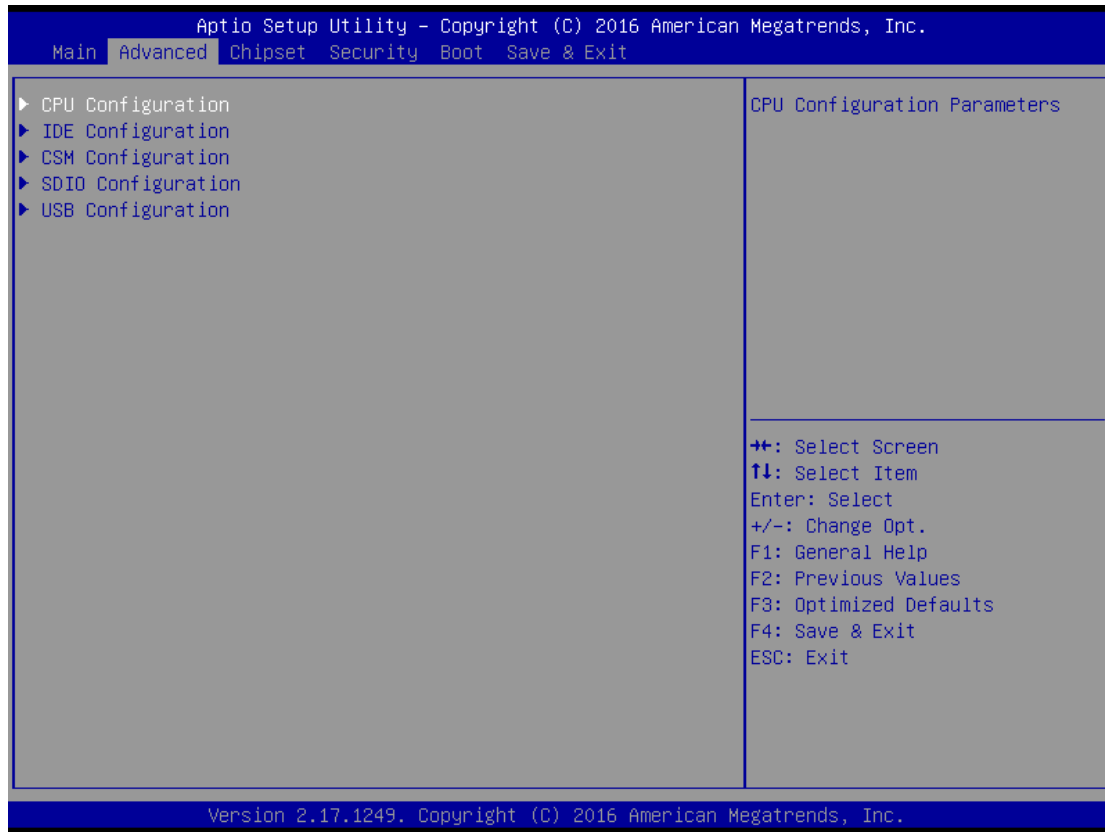 Aptio Setup Utility – Copyright (C) 2016 American Megatrends, Inc.
Main Advanced Chipset Security Boot Save & Exit
▶ CPU Configuration
▶ IDE Configuration
▶ CSM Configuration
▶ SDIO Configuration
▶ USB Configuration
CPU Configuration Parameters
→←: Select Screen
↑↓: Select Item
Enter: Select
+/-: Change Opt.
F1: General Help
F2: Previous Values
F3: Optimized Defaults
F4: Save & Exit
ESC: Exit
Version 2.17.1249. Copyright (C) 2016 American Megatrends, Inc.